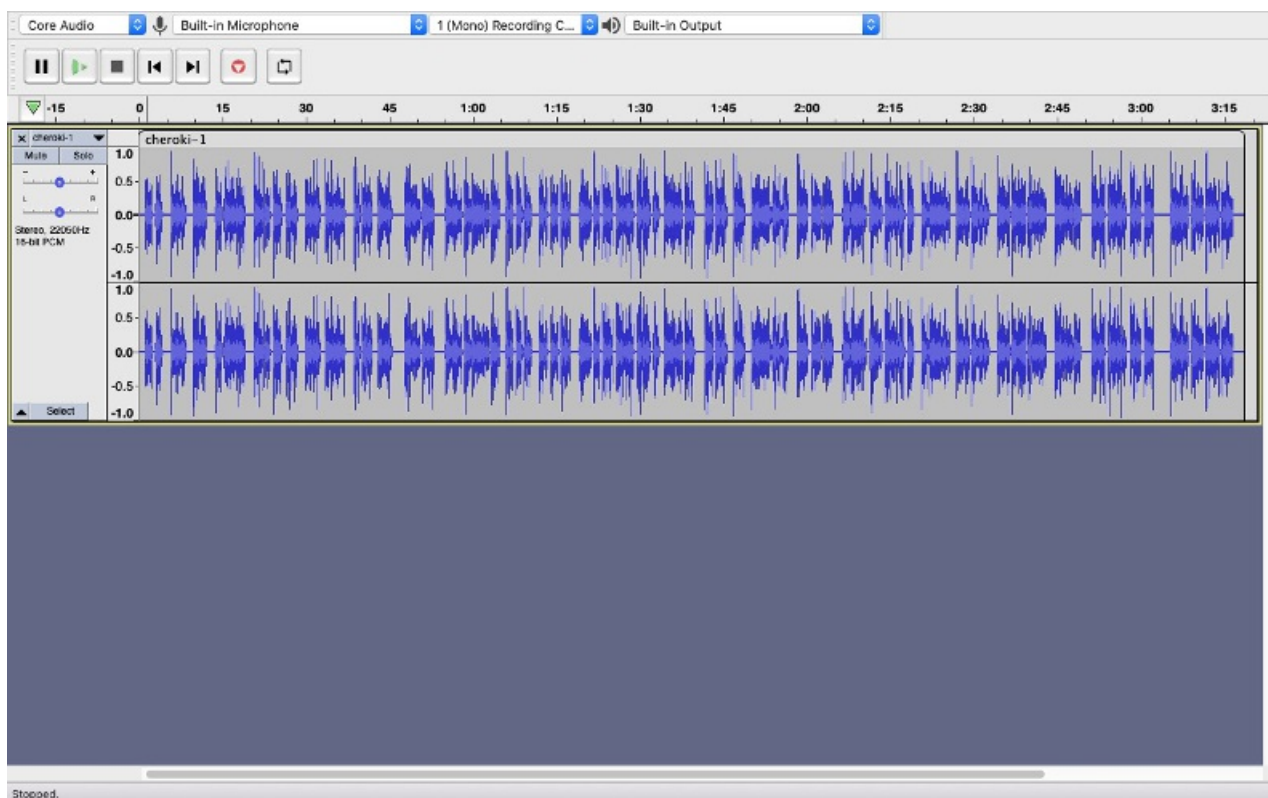 Core Audio Built-in Microphone 1 (Mono) Recording C... Built-in Output
-15 0 15 30 45 1:00 1:15 1:30 1:45 2:00 2:15 2:30 2:45 3:00 3:15
cheroki-1 cheroki-1
Mute Solo 1.0
- + 0.5
L R 0.0
Stereo, 22050Hz
16-bit PCM -0.5
-1.0
1.0
0.5
0.0
-0.5
Select -1.0
Stopped.